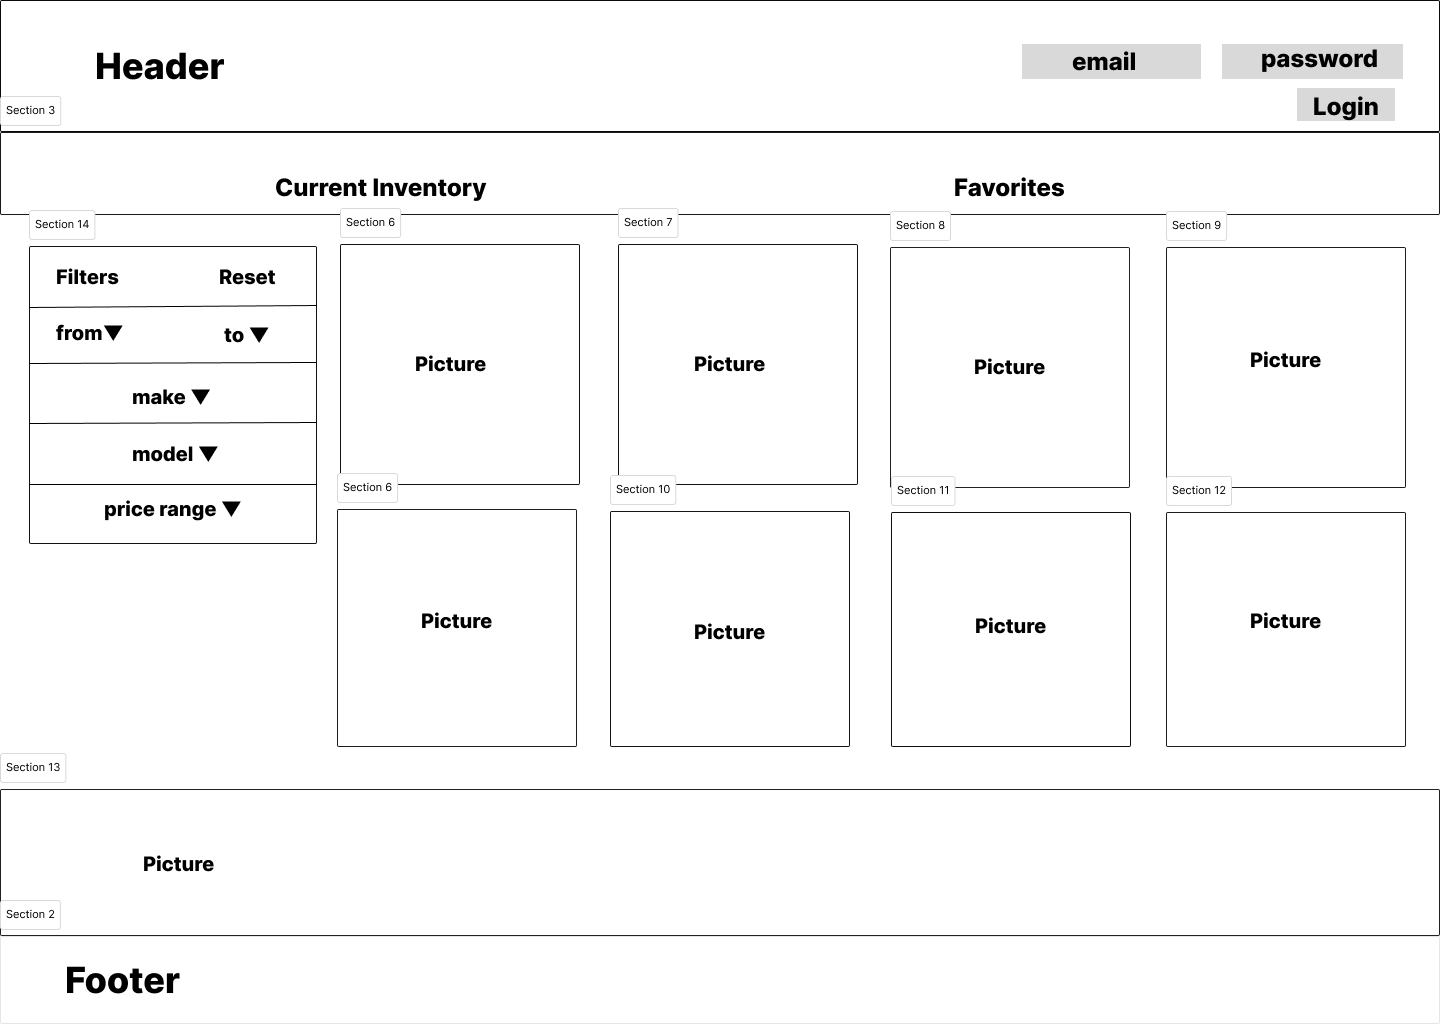 Header
email
password
Login
Section 3
Current Inventory
Favorites
Section 14
Section 6
Section 7
Section 8
Section 9
Filters
Reset
from▼
to ▼
make ▼
model ▼
price range ▼
Picture
Picture
Picture
Picture
Section 6
Section 10
Section 11
Section 12
Picture
Picture
Picture
Picture
Section 13
Picture
Section 2
Footer